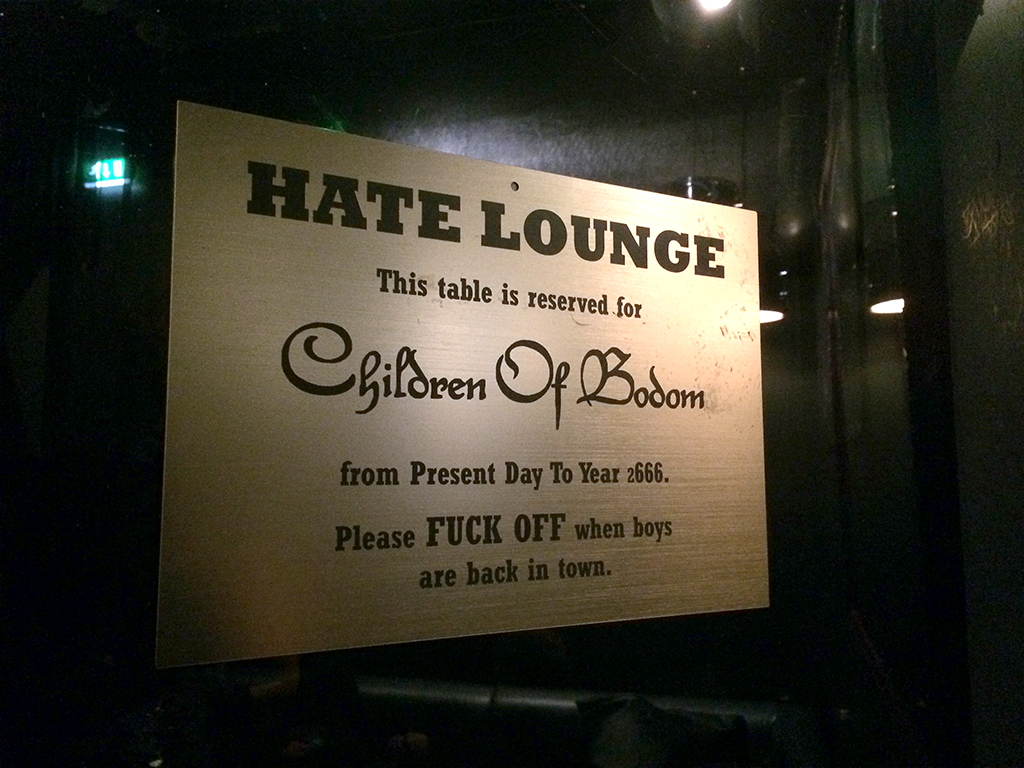 HATE LOUNGE
This table is reserved for
Children Of Bodom
from Present Day To Year 2666.
Please FUCK OFF when boys
are back in town.